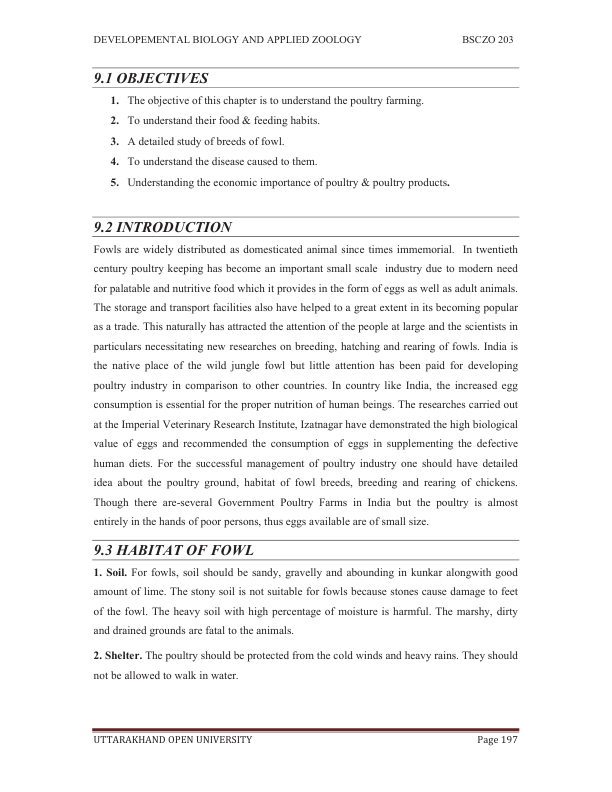 DEVELOPEMENTAL BIOLOGY AND APPLIED ZOOLOGY BSCZO 203
9.1 OBJECTIVES
1. The objective of this chapter is to understand the poultry farming.
2. To understand their food & feeding habits.
3. A detailed study of breeds of fowl.
4. To understand the disease caused to them.
5. Understanding the economic importance of poultry & poultry products.
9.2 INTRODUCTION
Fowls are widely distributed as domesticated animal since times immemorial. In twentieth
century poultry keeping has become an important small scale industry due to modern need
for palatable and nutritive food which it provides in the form of eggs as well as adult animals.
The storage and transport facilities also have helped to a great extent in its becoming popular
as a trade. This naturally has attracted the attention of the people at large and the scientists in
particulars necessitating new researches on breeding, hatching and rearing of fowls. India is
the native place of the wild jungle fowl but little attention has been paid for developing
poultry industry in comparison to other countries. In country like India, the increased egg
consumption is essential for the proper nutrition of human beings. The researches carried out
at the Imperial Veterinary Research Institute, Izatnagar have demonstrated the high biological
value of eggs and recommended the consumption of eggs in supplementing the defective
human diets. For the successful management of poultry industry one should have detailed
idea about the poultry ground, habitat of fowl breeds, breeding and rearing of chickens.
Though there are-several Government Poultry Farms in India but the poultry is almost
entirely in the hands of poor persons, thus eggs available are of small size.
9.3 HABITAT OF FOWL
1. Soil. For fowls, soil should be sandy, gravelly and abounding in kunkar alongwith good
amount of lime. The stony soil is not suitable for fowls because stones cause damage to feet
of the fowl. The heavy soil with high percentage of moisture is harmful. The marshy, dirty
and drained grounds are fatal to the animals.
2. Shelter. The poultry should be protected from the cold winds and heavy rains. They should
not be allowed to walk in water.
UTTARAKHAND OPEN UNIVERSITY Page 197